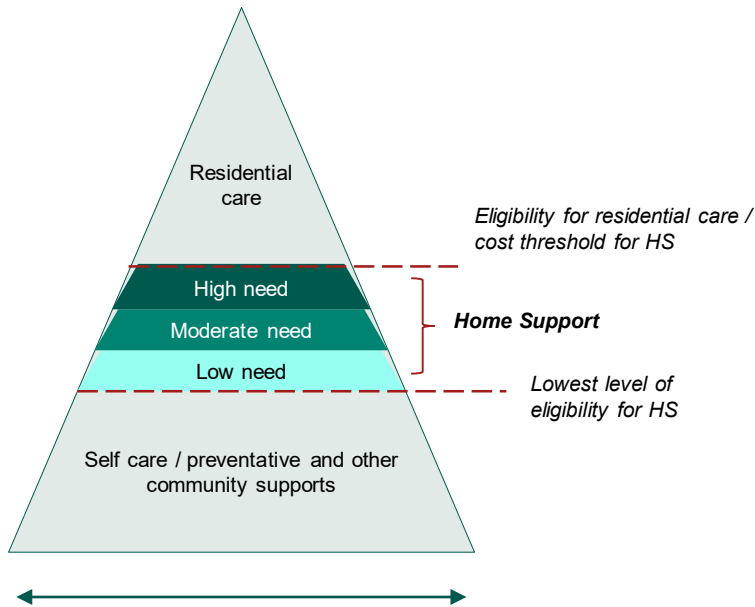 Residential
care
Eligibility for residential care /
cost threshold for HS
High need
Moderate need
Home Support
Low need
Lowest level of
eligibility for HS
Self care / preventative and other
community supports